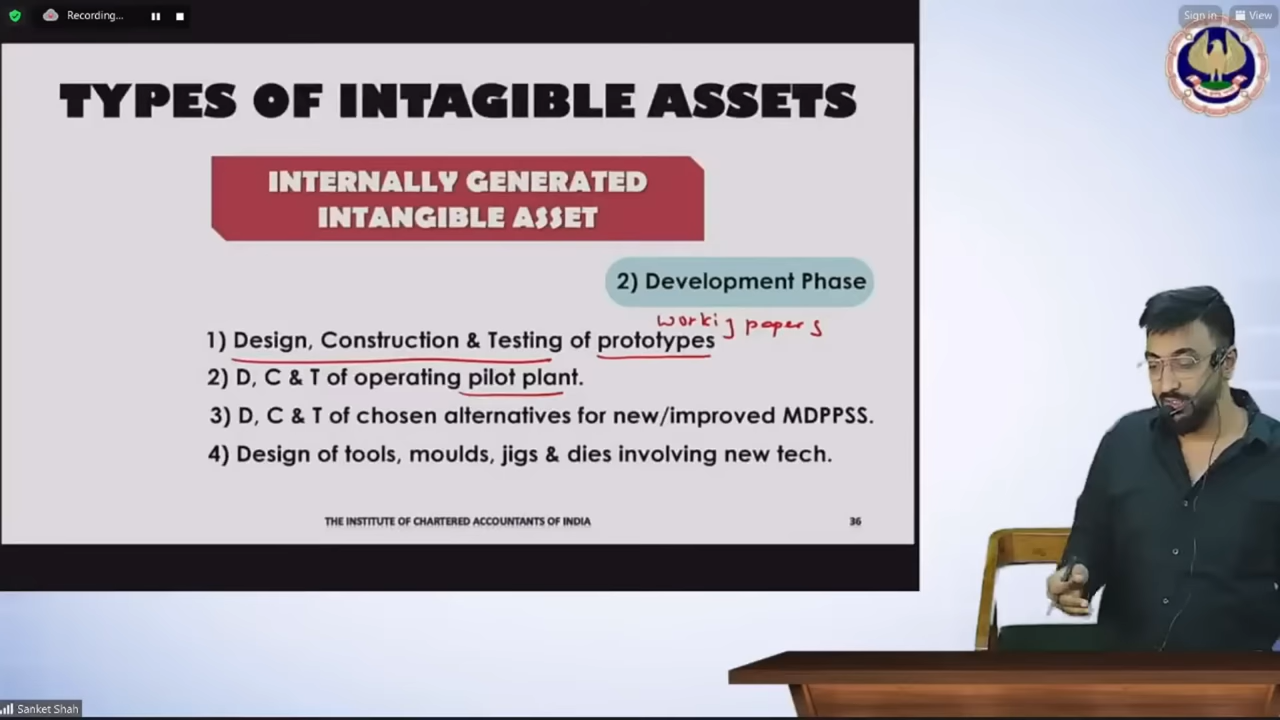 Recording...
Sign in
View
TYPES OF INTAGIBLE ASSETS
INTERNALLY GENERATED
INTANGIBLE ASSET
2) Development Phase
workig papers
1) Design, Construction & Testing of prototypes
2) D, C & T of operating pilot plant.
3) D, C & T of chosen alternatives for new/improved MDPPSS.
4) Design of tools, moulds, jigs & dies involving new tech.
THE INSTITUTE OF CHARTERED ACCOUNTANTS OF INDIA
36
Sanket Shah